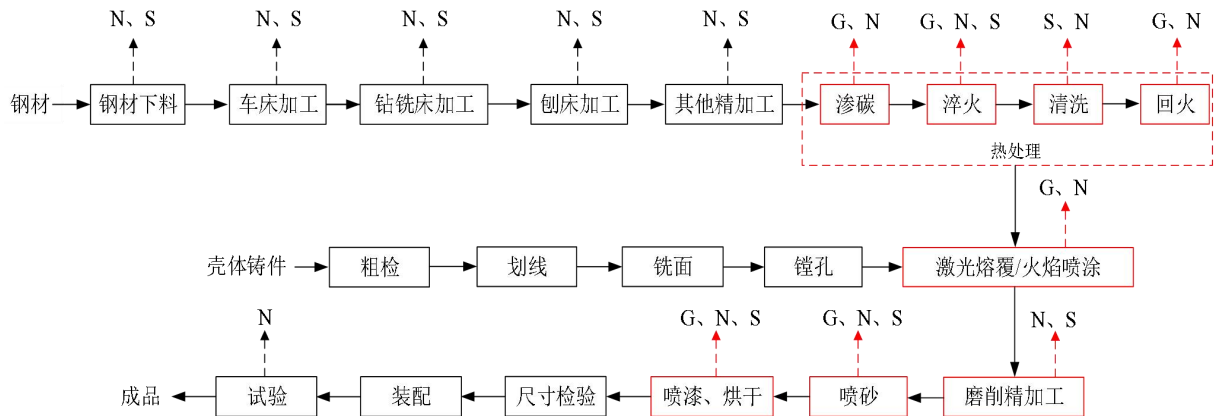 N、S N、S N、S N、S G、N G、N、S S、N G、N
钢材 钢材下料 车床加工 钻铣床加工 刨床加工 其他精加工 渗碳 淬火 清洗 回火
热处理
G、N
壳体铸件 粗检 划线 铣面 镗孔 激光熔覆/火焰喷涂
N G、N、S G、N、S N、S
成品 试验 装配 尺寸检验 喷漆、烘干 喷砂 磨削精加工